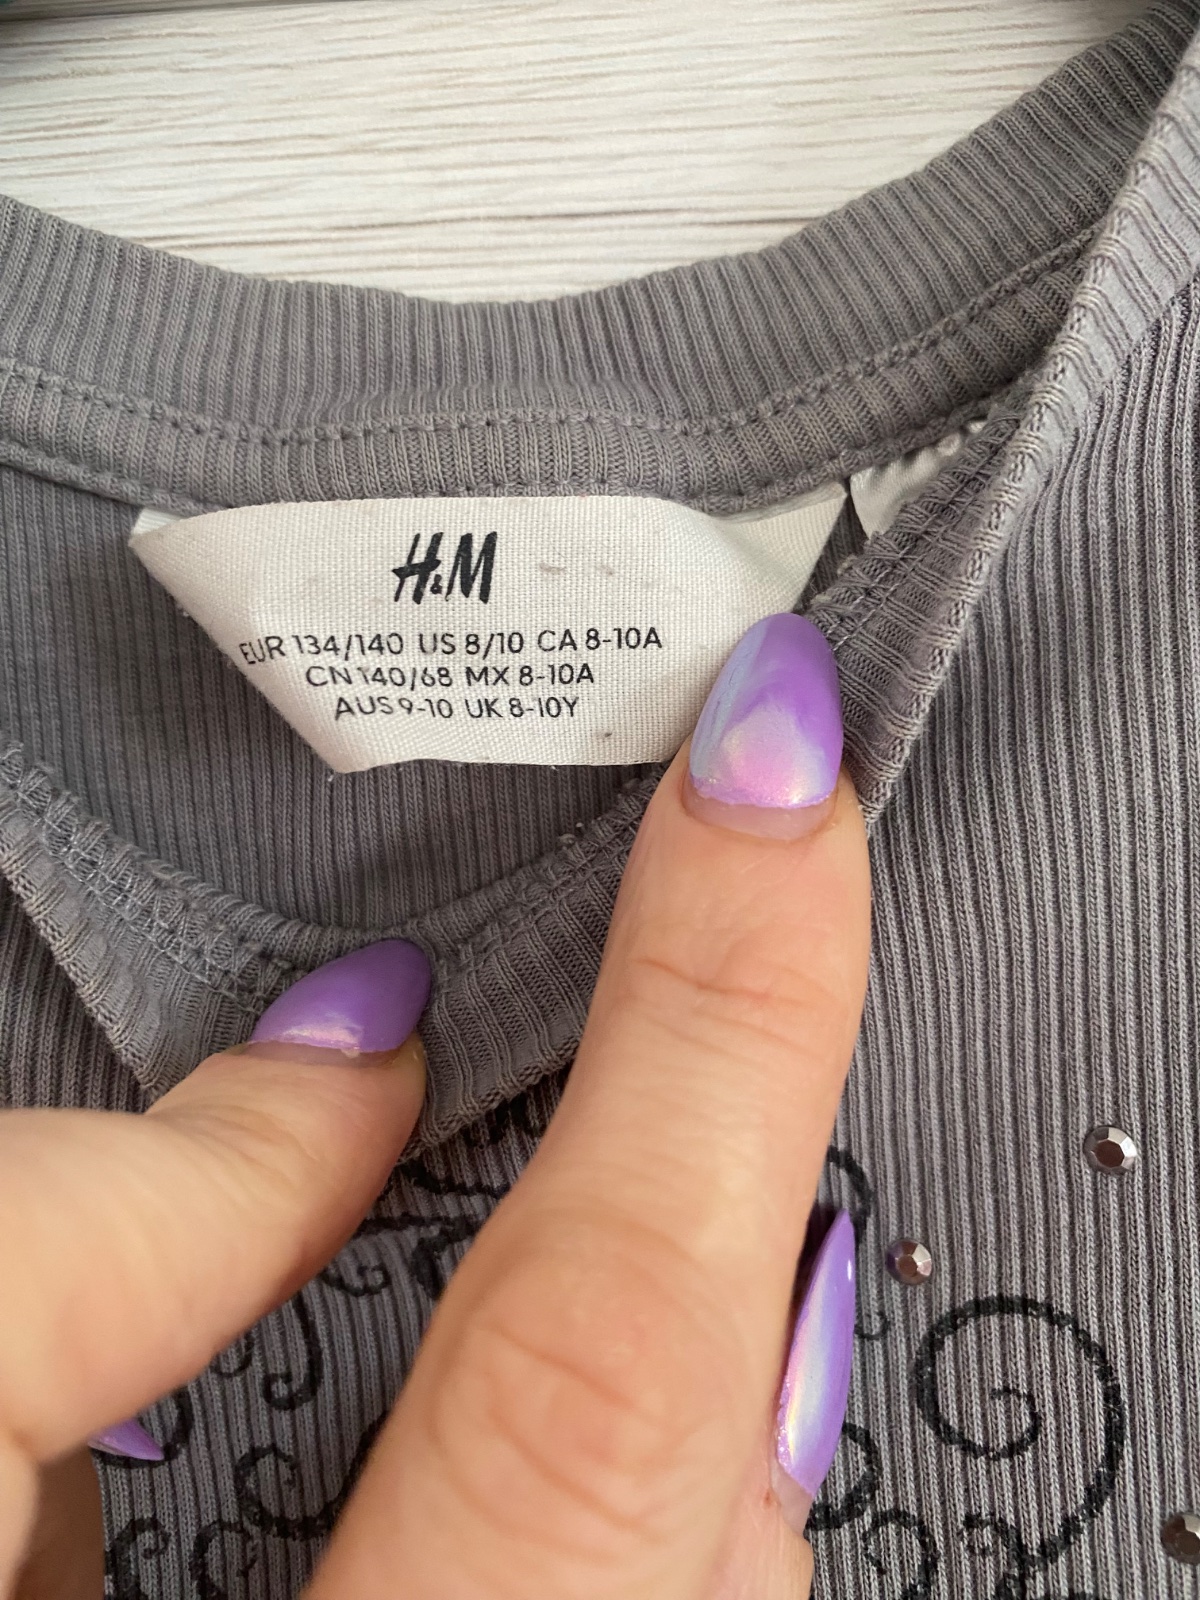 H&M
EUR 134/140 US 8/10 CA 8-10A
CN 140/68 MX 8-10A
AUS 9-10 UK 8-10Y